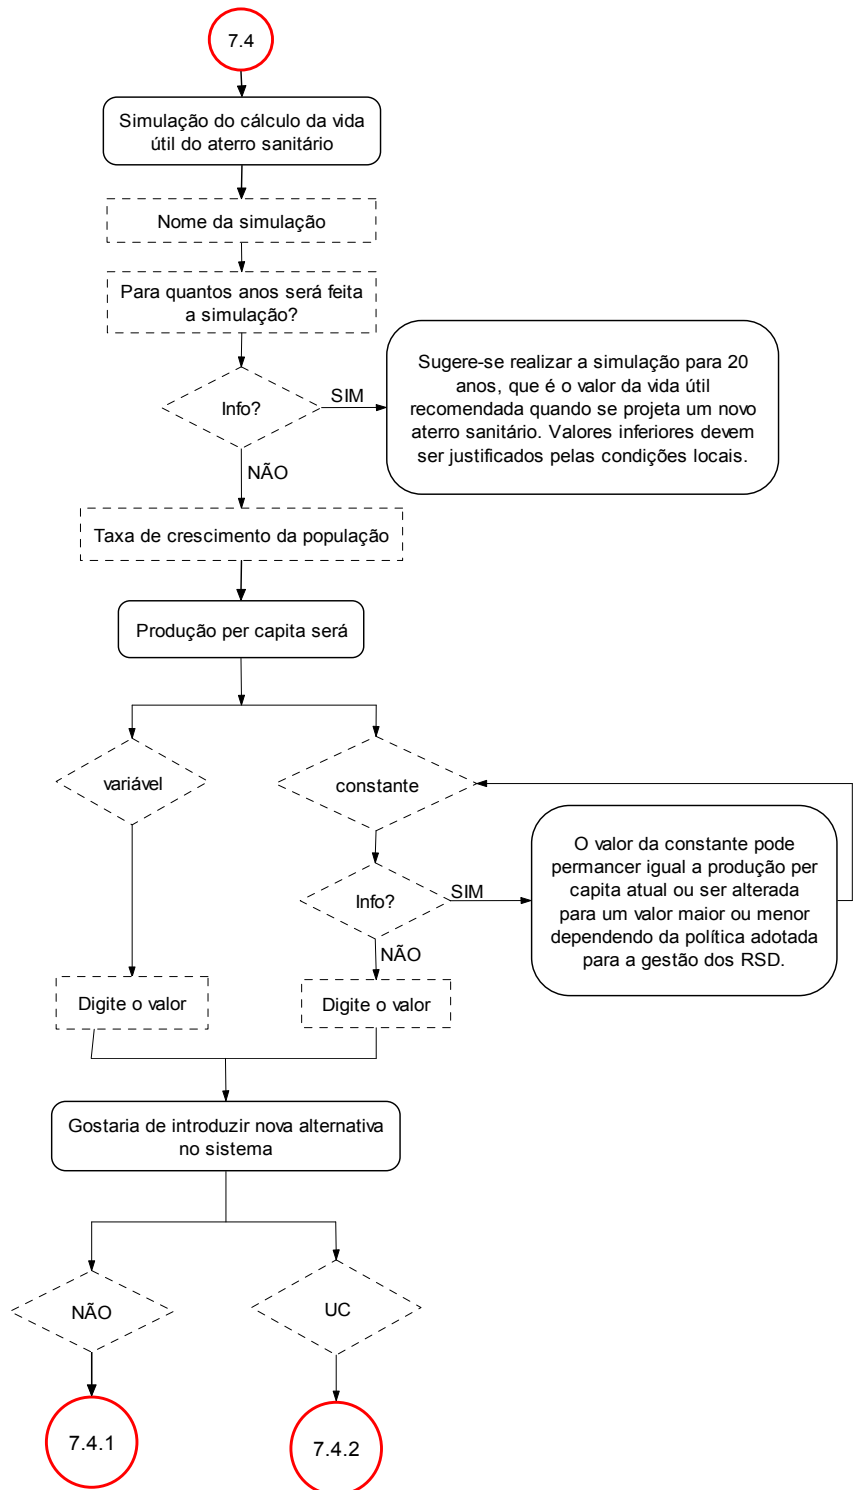 7.4
Simulação do cálculo da vida
útil do aterro sanitário
Nome da simulação
Para quantos anos será feita
a simulação?
Info?
SIM
Sugere-se realizar a simulação para 20
anos, que é o valor da vida útil
recomendada quando se projeta um novo
aterro sanitário. Valores inferiores devem
ser justificados pelas condições locais.
NÃO
Taxa de crescimento da população
Produção per capita será
variável
constante
Info?
SIM
O valor da constante pode
permancer igual a produção per
capita atual ou ser alterada
para um valor maior ou menor
dependendo da política adotada
para a gestão dos RSD.
NÃO
Digite o valor
Digite o valor
Gostaria de introduzir nova alternativa
no sistema
NÃO
UC
7.4.1
7.4.2